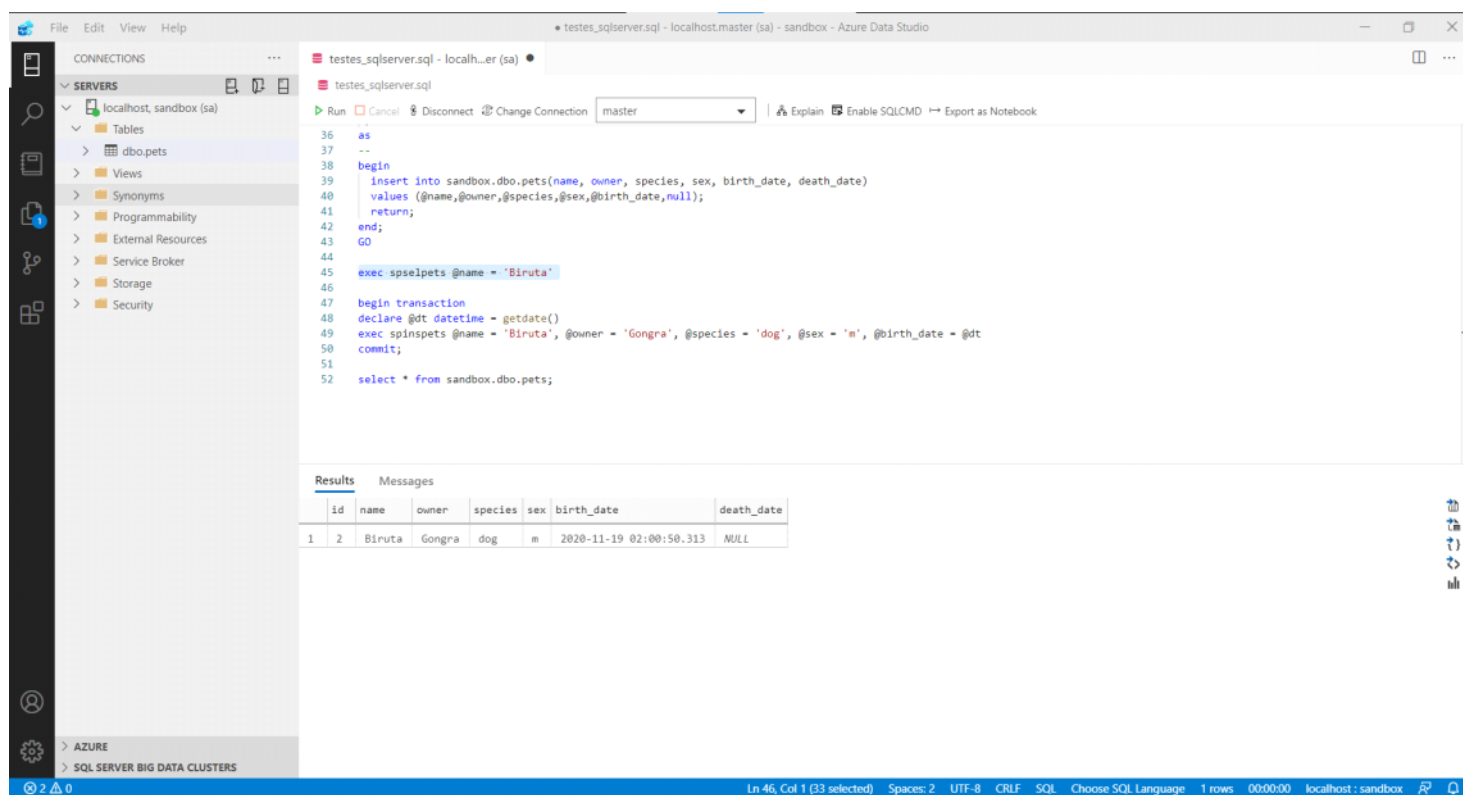 File Edit View Help
● testes_sqlserver.sql - localhost.master (sa) - sandbox - Azure Data Studio
CONNECTIONS
SERVERS
localhost, sandbox (sa)
Tables
dbo.pets
Views
Synonyms
Programmability
External Resources
Service Broker
Storage
Security
AZURE
SQL SERVER BIG DATA CLUSTERS
1
testes_sqlserver.sql - localh...er (sa) ●
testes_sqlserver.sql
Run Cancel Disconnect Change Connection master Explain Enable SQLCMD Export as Notebook
36 as
37 --
38 begin
39 insert into sandbox.dbo.pets(name, owner, species, sex, birth_date, death_date)
40 values (@name,@owner,@species,@sex,@birth_date,null);
41 return;
42 end;
43 GO
44
45 exec spselpets @name = 'Biruta'
46
47 begin transaction
48 declare @dt datetime = getdate()
49 exec spinspets @name = 'Biruta', @owner = 'Gongra', @species = 'dog', @sex = 'm', @birth_date = @dt
50 commit;
51
52 select * from sandbox.dbo.pets;
Results Messages
id name owner species sex birth_date death_date
1 2 Biruta Gongra dog m 2020-11-19 02:00:50.313 NULL
2 0 Ln 46, Col 1 (33 selected) Spaces: 2 UTF-8 CRLF SQL Choose SQL Language 1 rows 00:00:00 localhost : sandbox